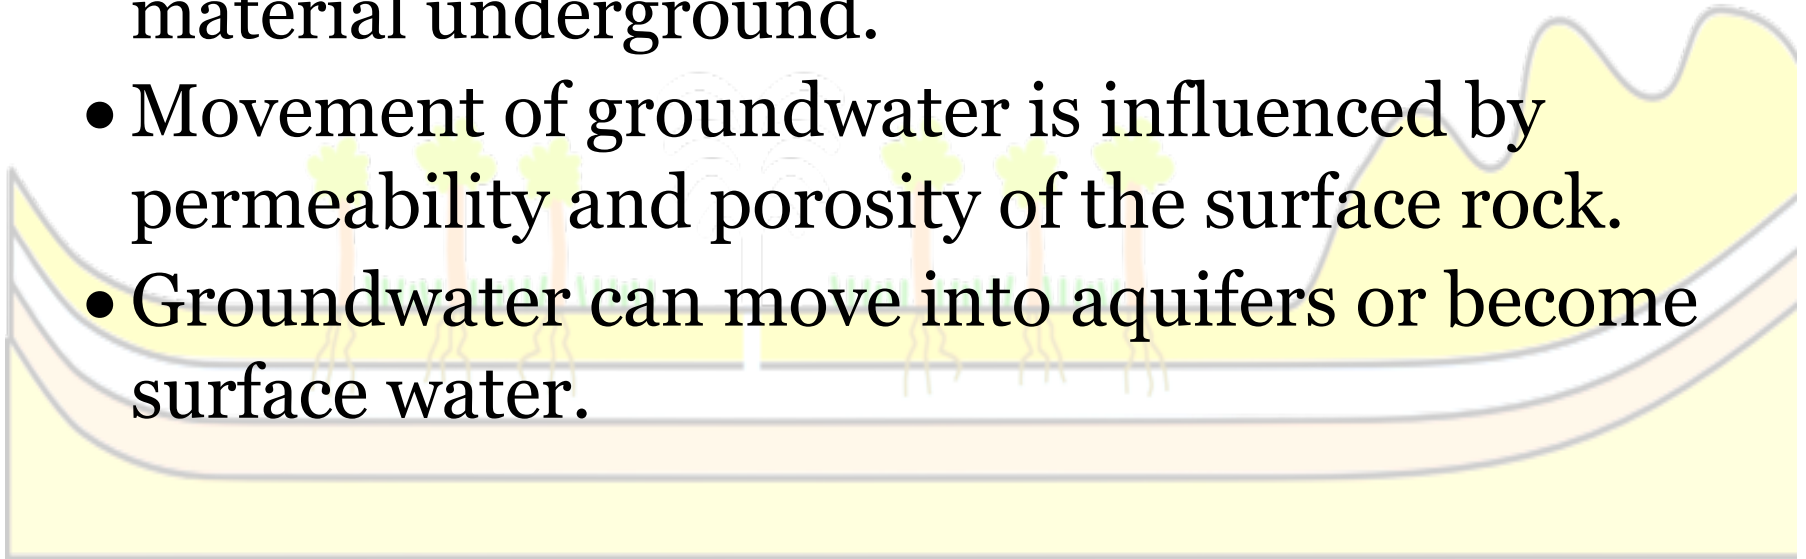 material underground.
• Movement of groundwater is influenced by
permeability and porosity of the surface rock.
• Groundwater can move into aquifers or become
surface water.